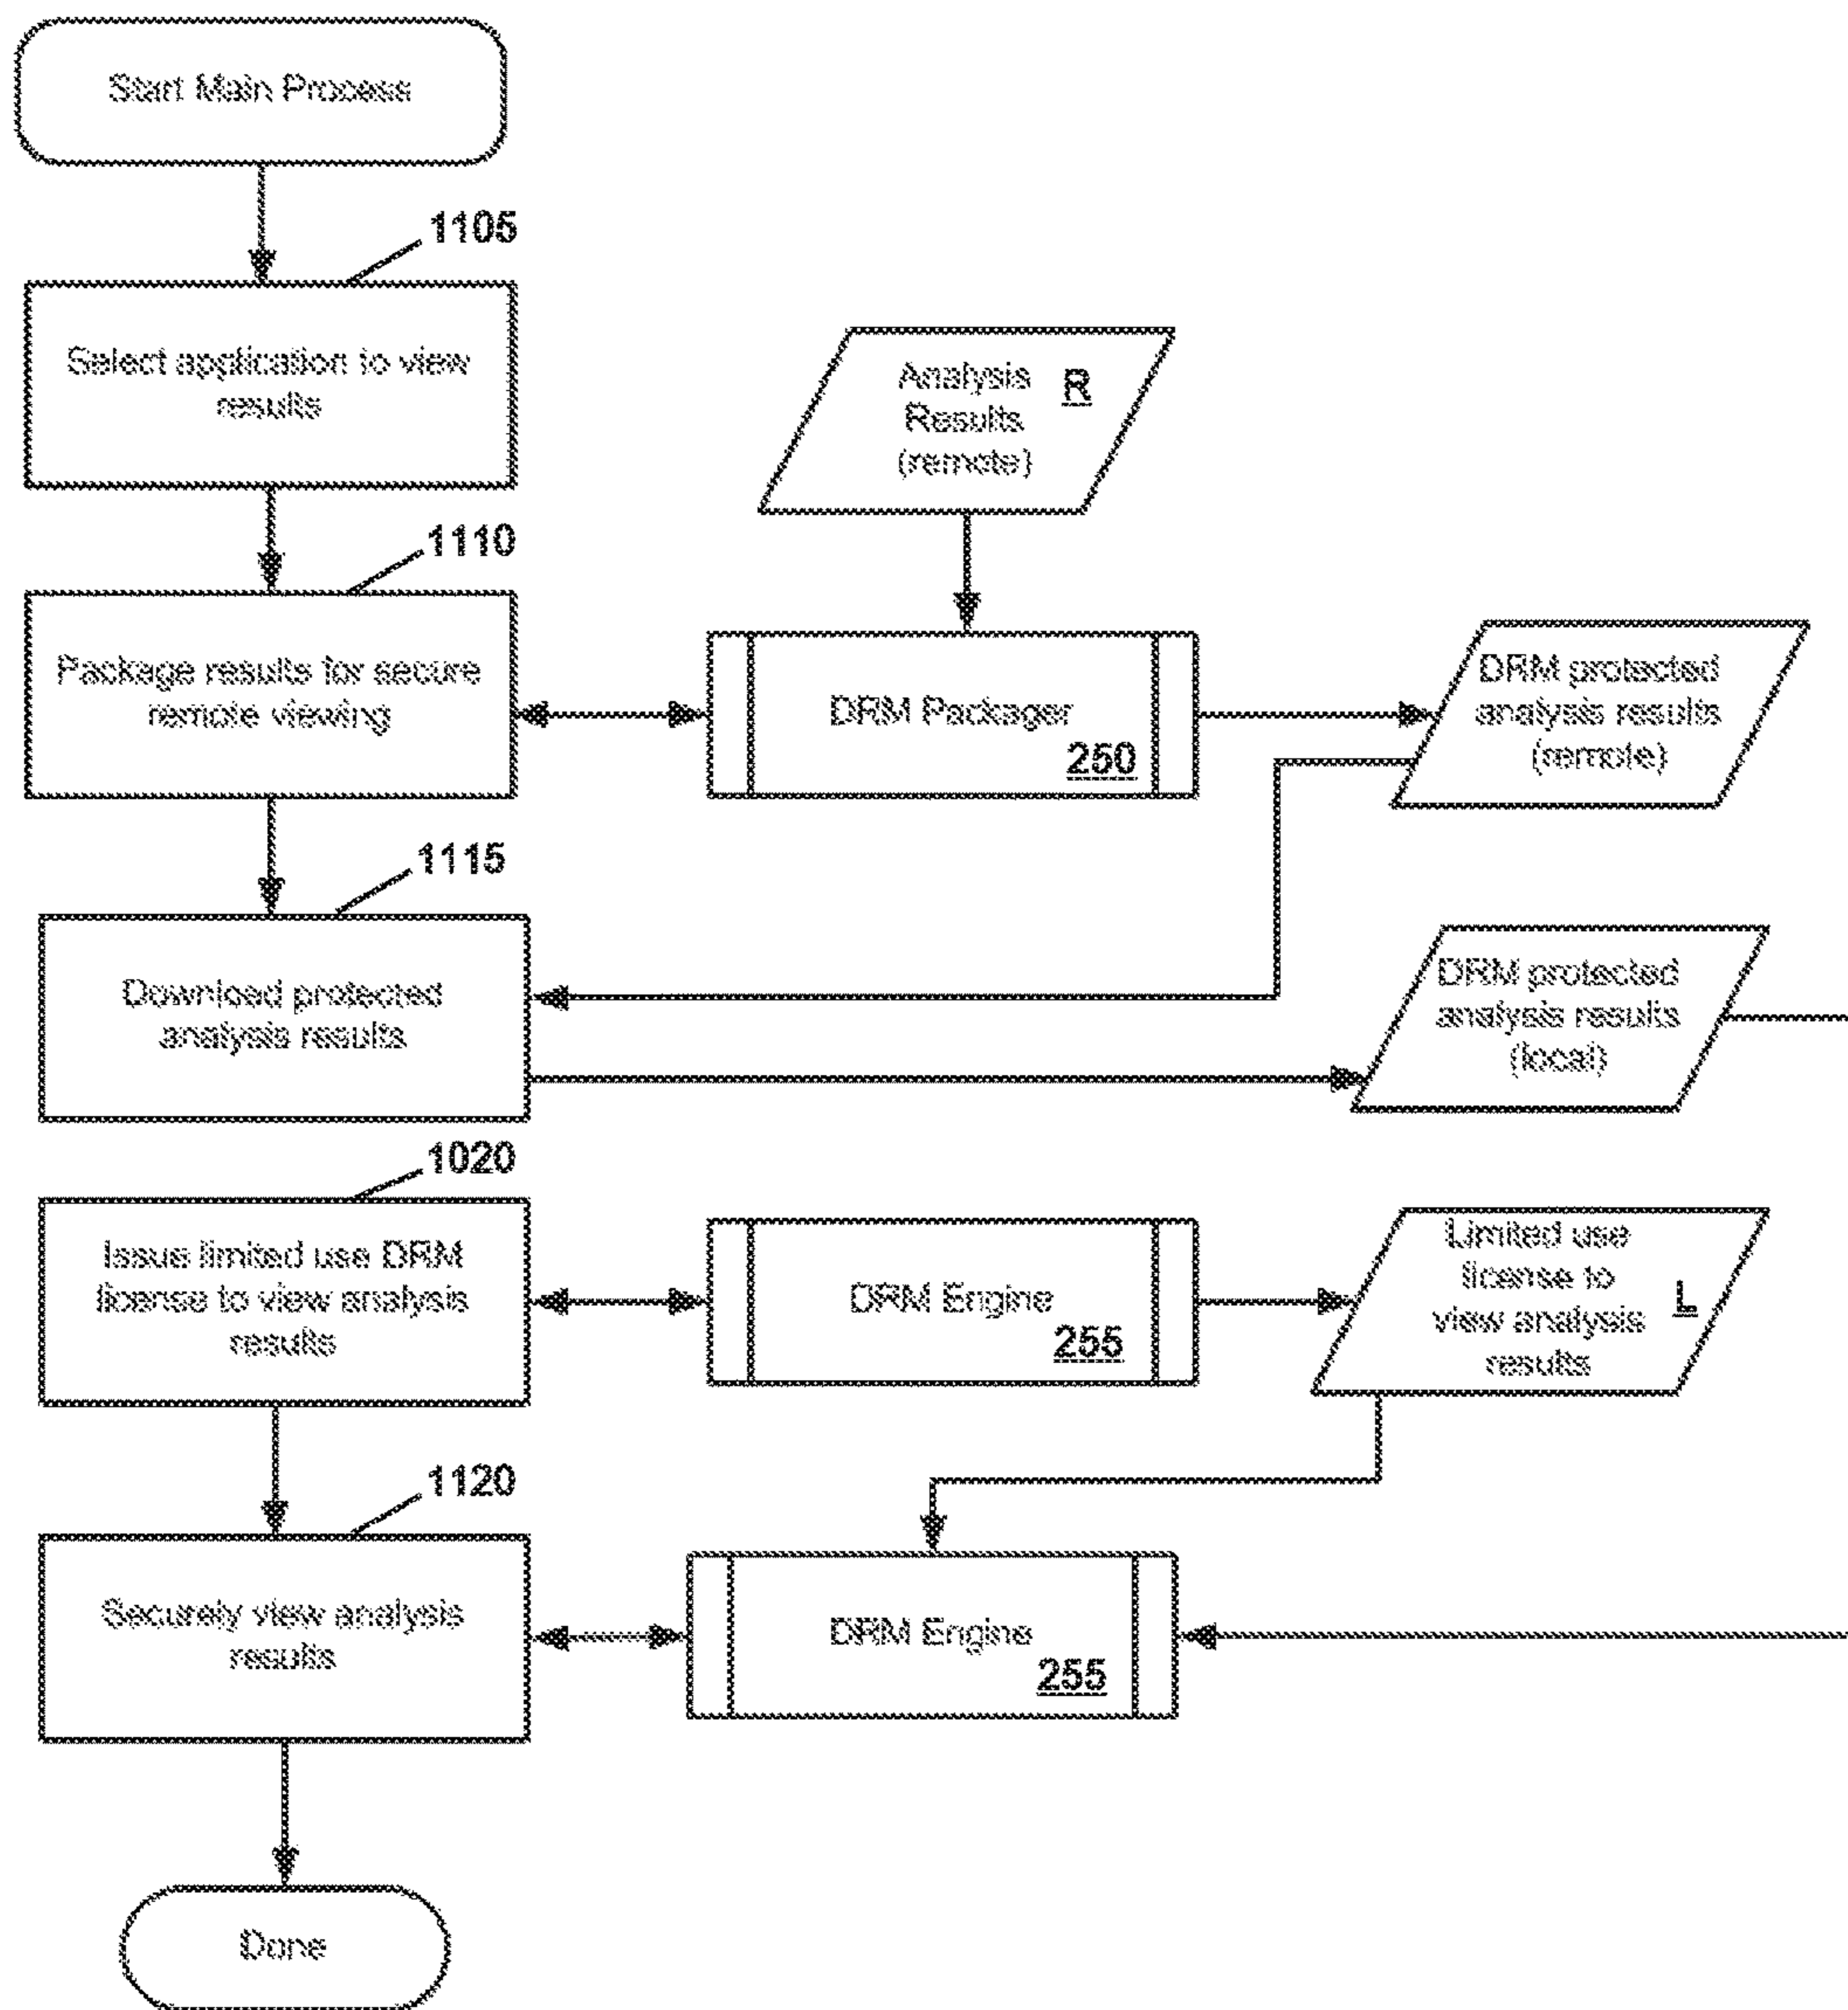 Start Main Process
1105
Select application to view
results
Analysis
Results
(remote)
R
1110
Package results for secure
remote viewing
DRM Packager
250
DRM protected
analysis results
(remote)
1115
Download protected
analysis results
DRM protected
analysis results
(local)
1020
Issue limited use DRM
license to view analysis
results
DRM Engine
255
Limited use
license to
view analysis
results
L
1120
Securely view analysis
results
DRM Engine
255
Done